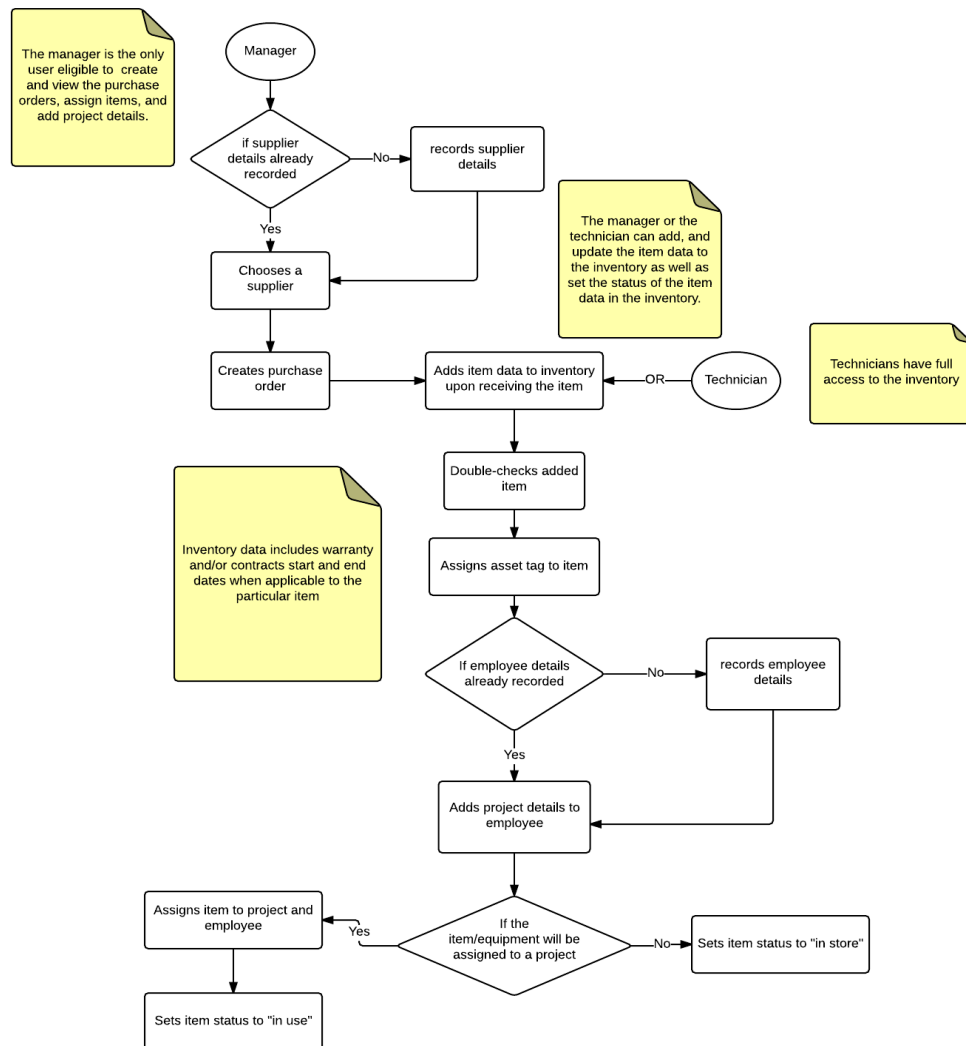 The manager is the only
user eligible to create
and view the purchase
orders, assign items, and
add project details.
Manager
if supplier
details already
recorded
No
records supplier
details
Yes
The manager or the
technician can add, and
update the item data to
the inventory as well as
set the status of the item
data in the inventory.
Chooses a
supplier
Technicians have full
access to the inventory
Creates purchase
order
Adds item data to inventory
upon receiving the item
OR
Technician
Double-checks added
item
Inventory data includes warranty
and/or contracts start and end
dates when applicable to the
particular item
Assigns asset tag to item
If employee details
already recorded
No
records employee
details
Yes
Adds project details to
employee
Assigns item to project and
employee
Yes
If the
item/equipment will be
assigned to a project
No
Sets item status to "in store"
Sets item status to "in use"